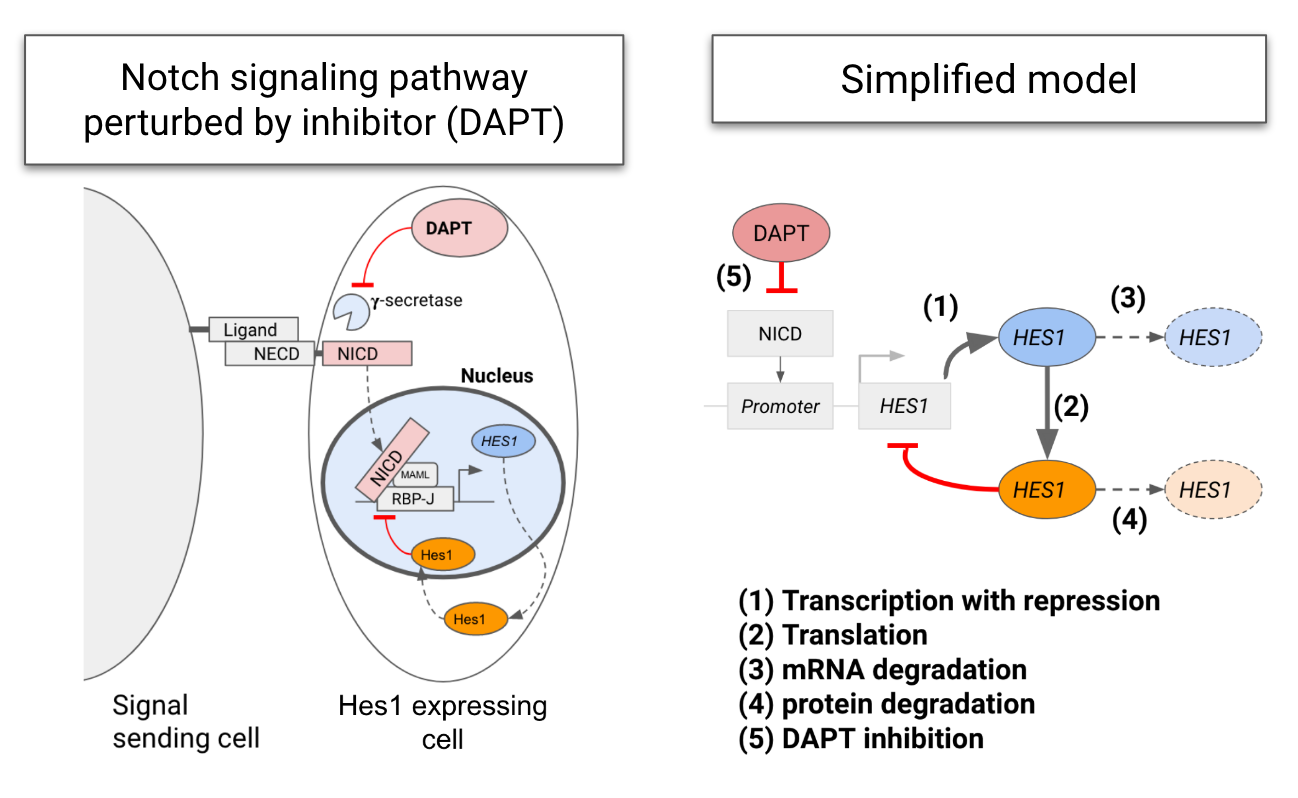 Notch signaling pathway
perturbed by inhibitor (DAPT)
DAPT
γ-secretase
Ligand
NECD
NICD
Nucleus
NICD
MAML
RBP-J
HES1
Hes1
Hes1
Signal
sending cell
Hes1 expressing
cell
Simplified model
DAPT
(5)
NICD
Promoter
HES1
(1)
HES1
(3)
HES1
(2)
HES1
(4)
HES1
(1) Transcription with repression
(2) Translation
(3) mRNA degradation
(4) protein degradation
(5) DAPT inhibition